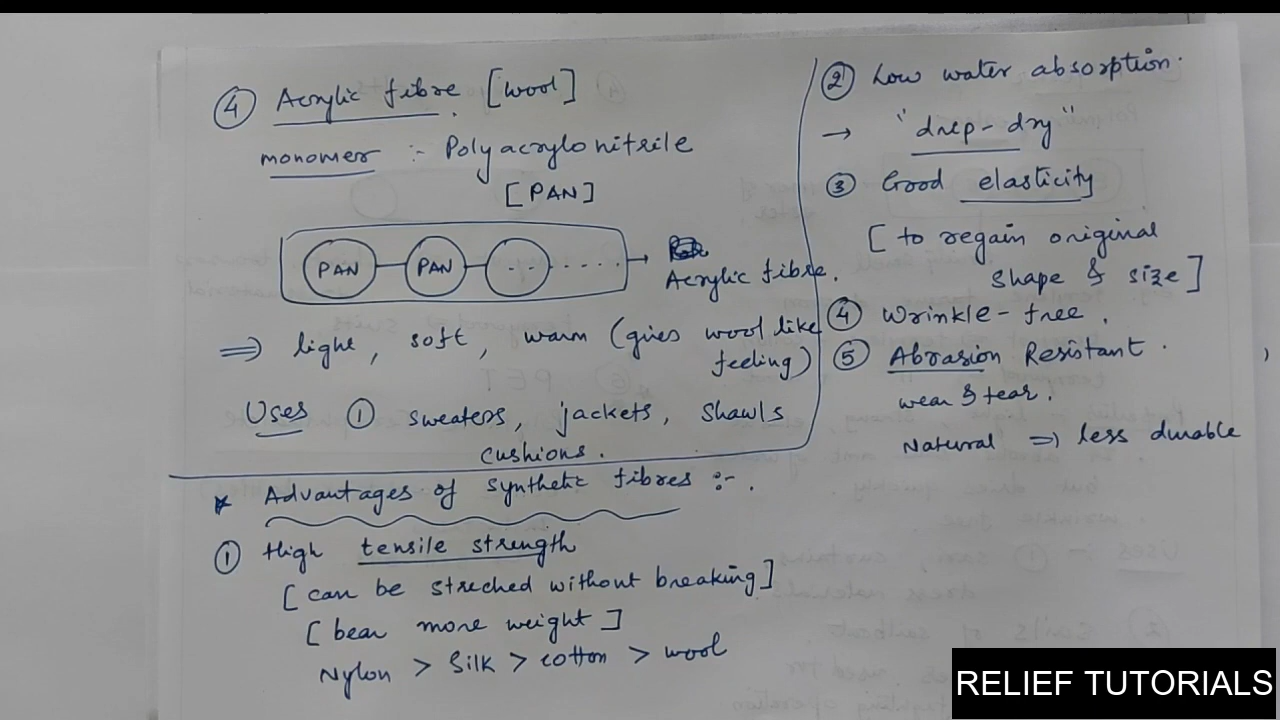 ④ Acrylic fibre [wool]
monomer :- Polyacrylonitrile
[PAN]
PAN PAN .. ..... → Acrylic fibre.
⇒ light, soft, warm (gives wool like
feeling)
Uses ① sweaters, jackets, shawls
cushions.
* Advantages of synthetic fibres :-.
① High tensile strength
[can be streched without breaking]
[bear more weight]
Nylon > Silk > cotton > wool
② Low water absorption.
→ "drip-dry"
③ Good elasticity
[to regain original
shape & size]
④ Wrinkle-free.
⑤ Abrasion Resistant.
wear & tear.
Natural ⇒ less durable
RELIEF TUTORIALS